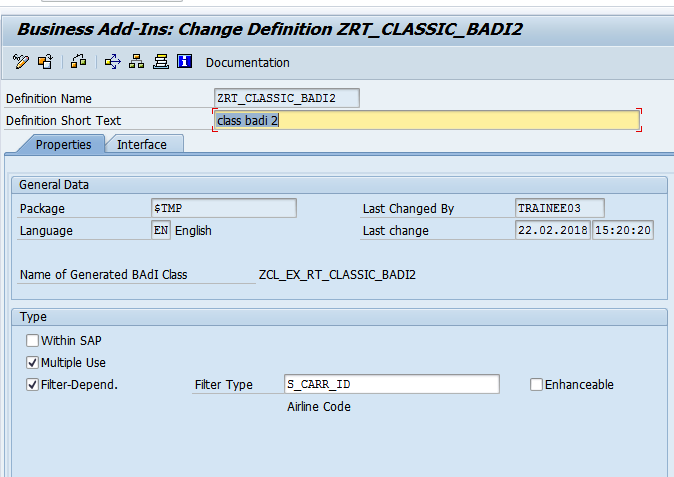 Business Add-Ins: Change Definition ZRT_CLASSIC_BADI2
Documentation
Definition Name ZRT_CLASSIC_BADI2
Definition Short Text class badi 2
Properties Interface
General Data
Package $TMP Last Changed By TRAINEE03
Language EN English Last change 22.02.2018 15:20:20
Name of Generated BAdI Class ZCL_EX_RT_CLASSIC_BADI2
Type
Within SAP
Multiple Use
Filter-Depend. Filter Type S_CARR_ID Enhanceable
Airline Code